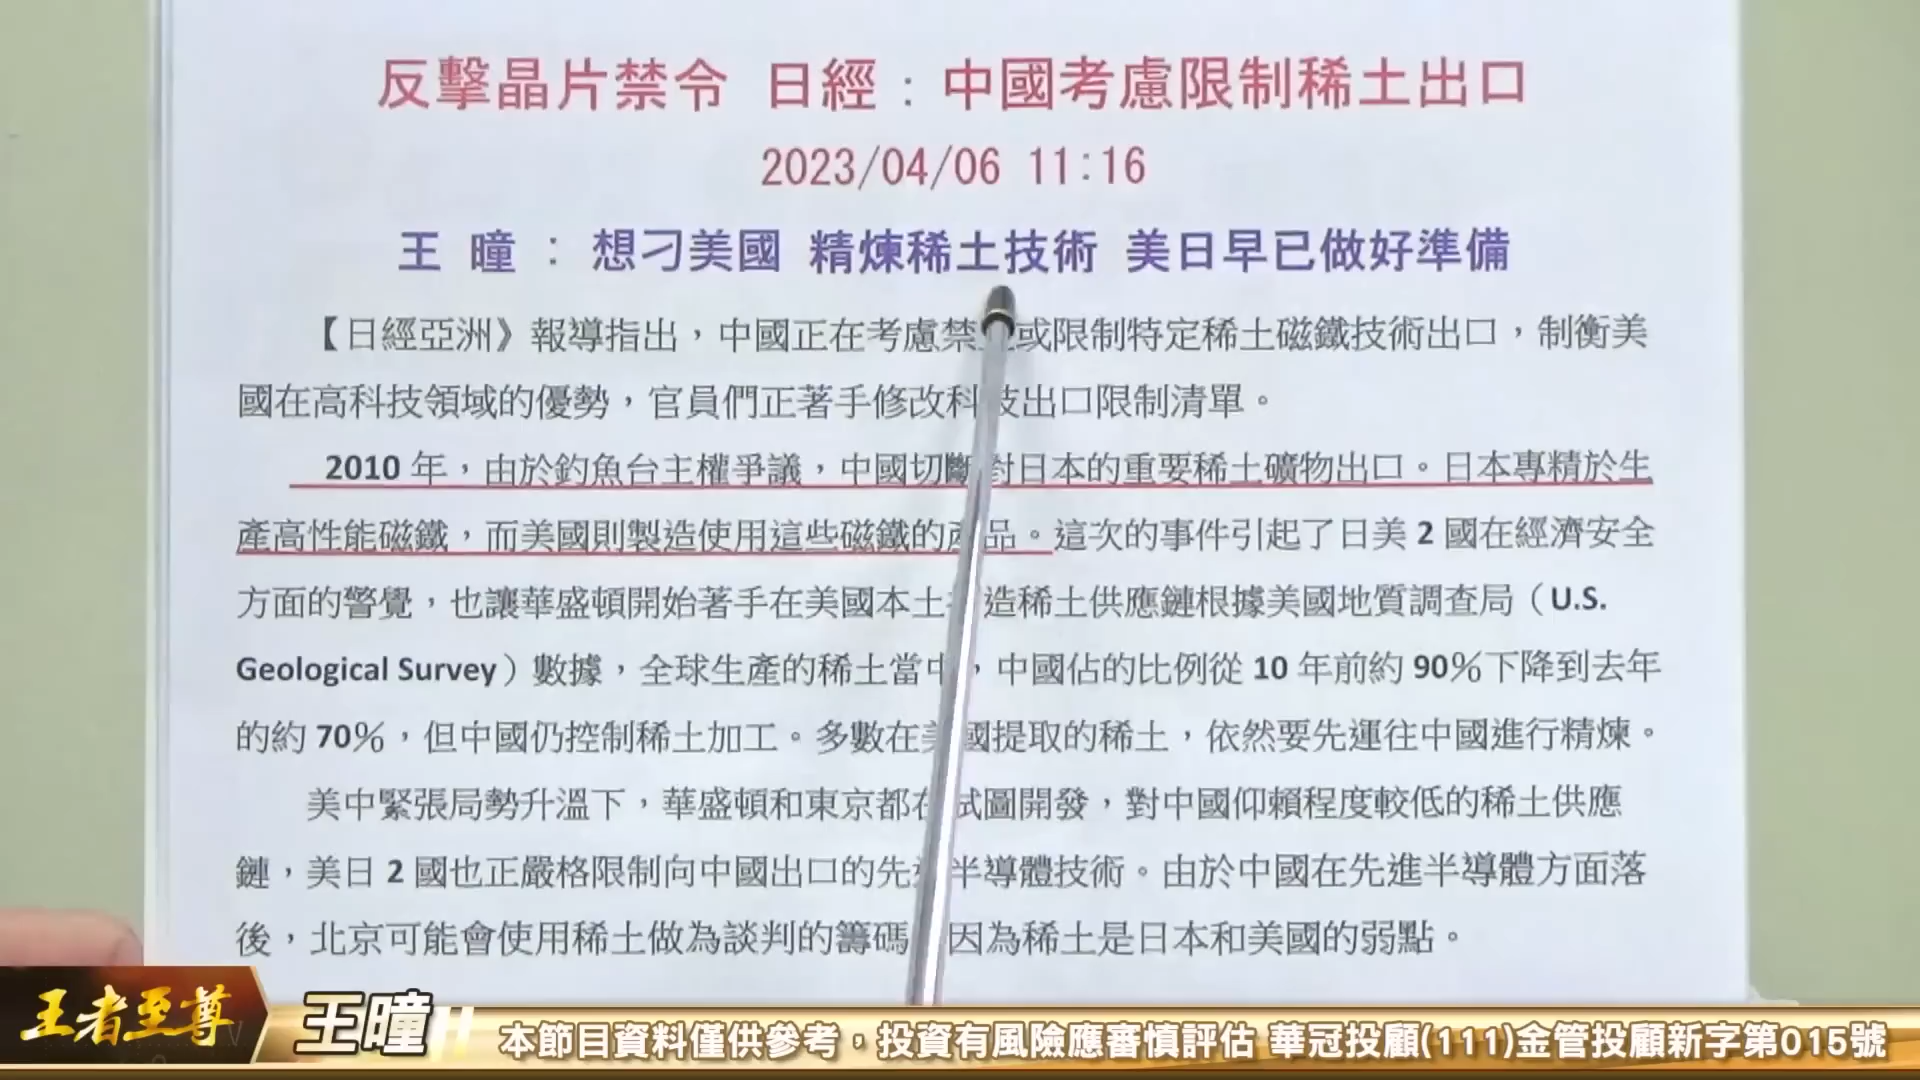 反擊晶片禁令 日經：中國考慮限制稀土出口
2023/04/06 11:16
王 曈：想刁美國 精煉稀土技術 美日早已做好準備
【日經亞洲》報導指出，中國正在考慮禁 或限制特定稀土磁鐵技術出口，制衡美
國在高科技領域的優勢，官員們正著手修改科技出口限制清單。
2010 年，由於釣魚台主權爭議，中國切斷對日本的重要稀土礦物出口。日本專精於生
產高性能磁鐵，而美國則製造使用這些磁鐵的產品。這次的事件引起了日美 2 國在經濟安全
方面的警覺，也讓華盛頓開始著手在美國本土 造稀土供應鏈根據美國地質調查局（U.S.
Geological Survey）數據，全球生產的稀土當中，中國佔的比例從 10 年前約 90%下降到去年
的約 70%，但中國仍控制稀土加工。多數在美國提取的稀土，依然要先運往中國進行精煉。
美中緊張局勢升溫下，華盛頓和東京都在試圖開發，對中國仰賴程度較低的稀土供應
鏈，美日 2 國也正嚴格限制向中國出口的先進半導體技術。由於中國在先進半導體方面落
後，北京可能會使用稀土做為談判的籌碼 因為稀土是日本和美國的弱點。
王者至尊
王曈
本節目資料僅供參考，投資有風險應審慎評估 華冠投顧(111)金管投顧新字第015號